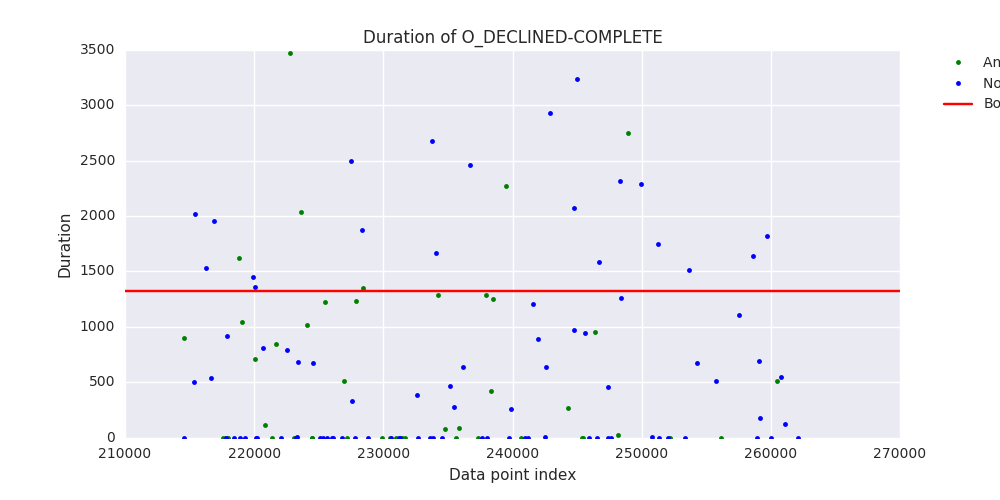 Duration of O_DECLINED-COMPLETE
3500
3000
2500
2000
1500
1000
500
0
Duration
210000 220000 230000 240000 250000 260000 270000
Data point index
An
No
Bo